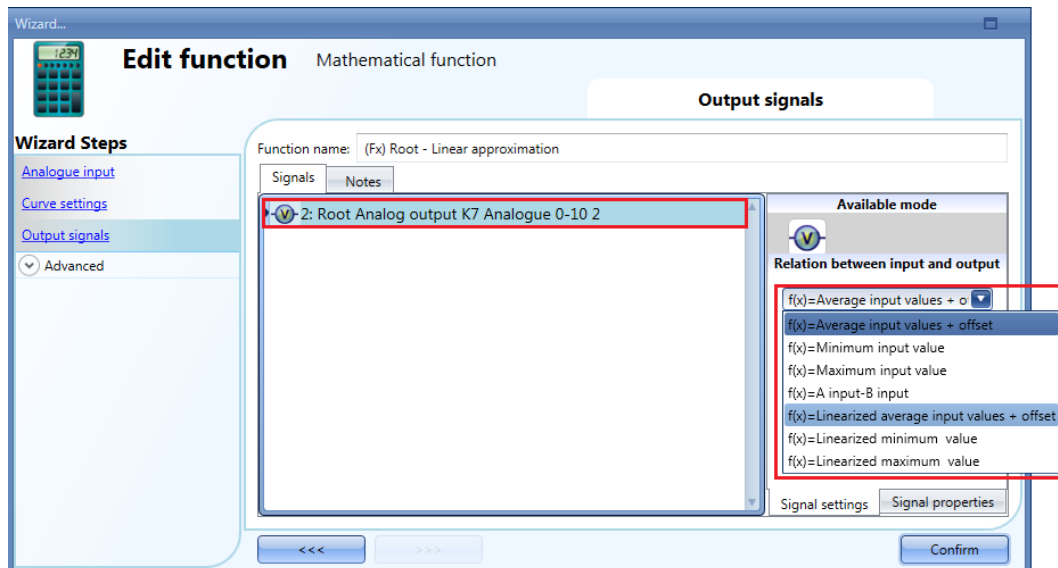 Wizard...
1234
Edit function Mathematical function
Output signals
Wizard Steps
Analogue input
Curve settings
Output signals
Advanced
Function name: (Fx) Root - Linear approximation
Signals Notes
V 2: Root Analog output K7 Analogue 0-10 2
Available mode
V
Relation between input and output
f(x)=Average input values + o
f(x)=Average input values + offset
f(x)=Minimum input value
f(x)=Maximum input value
f(x)=A input-B input
f(x)=Linearized average input values + offset
f(x)=Linearized minimum value
f(x)=Linearized maximum value
Signal settings Signal properties
<<< >>> Confirm